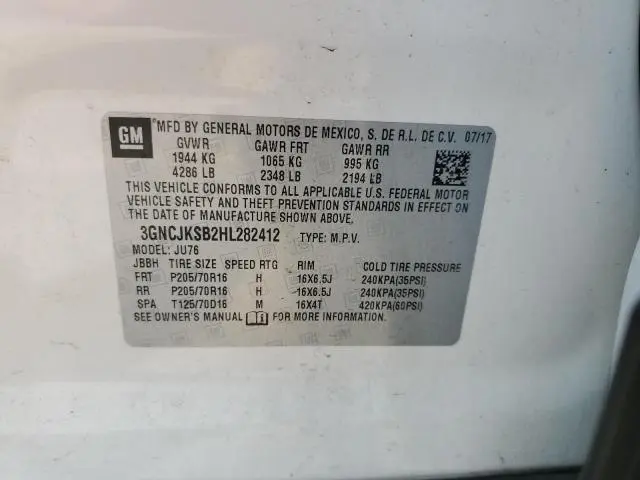 GM ®MFD BY GENERAL MOTORS DE MEXICO, S. DE R.L. DE C.V. 07/17
GVWR GAWR FRT GAWR RR
1944 KG 1065 KG 995 KG
4286 LB 2348 LB 2194 LB
THIS VEHICLE CONFORMS TO ALL APPLICABLE U.S. FEDERAL MOTOR
VEHICLE SAFETY AND THEFT PREVENTION STANDARDS IN EFFECT ON
THE DATE OF MANUFACTURE SHOWN ABOVE.
3GNCJKSB2HL282412 TYPE: M.P.V.
MODEL: JU76
JBBH TIRE SIZE SPEED RTG RIM COLD TIRE PRESSURE
FRT P205/70R16 H 16X6.5J 240KPA(35PSI)
RR P205/70R16 H 16X6.5J 240KPA(35PSI)
SPA T125/70D16 M 16X4T 420KPA(60PSI)
SEE OWNER'S MANUAL FOR MORE INFORMATION